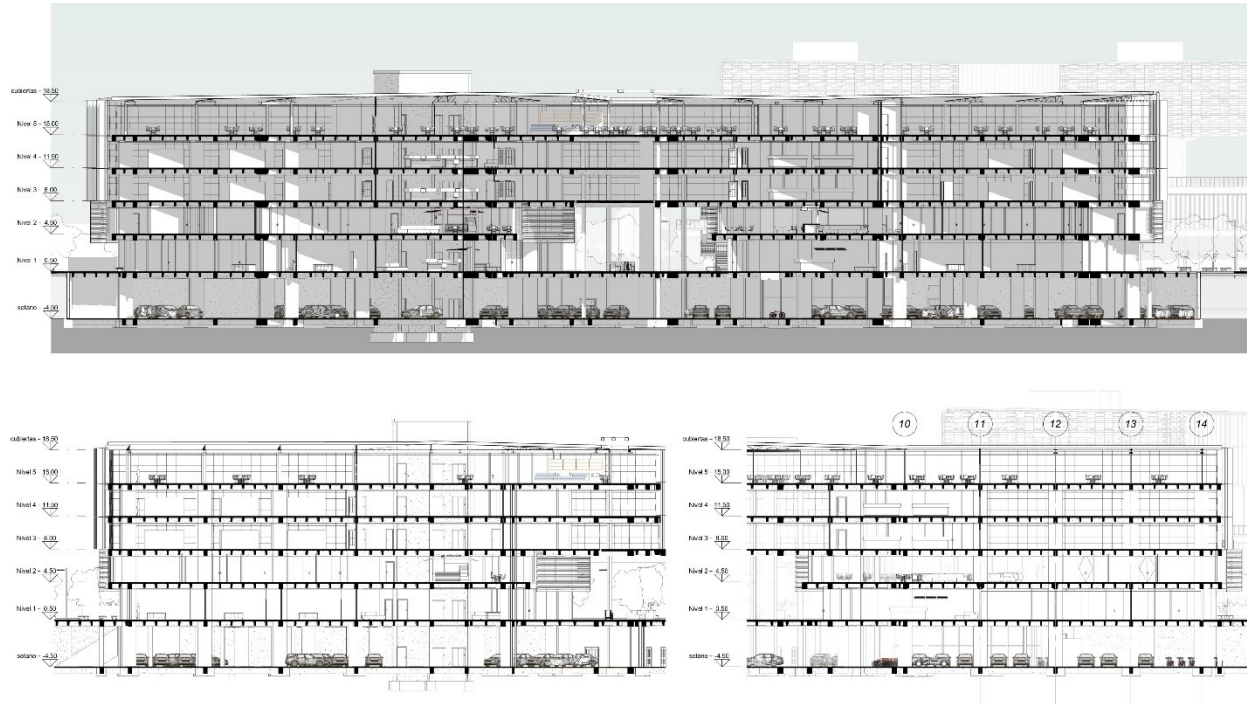 cubiertas - 18.50
Nivel 5 - 15.00
Nivel 4 - 11.50
Nivel 3 - 8.00
Nivel 2 - 4.50
Nivel 1 -
sotano - -4.50
cubiertas - 18.50
Nivel 5 15.00
Nivel 4 - 11.50
Nivel 3 - 8.00
Nivel 2 - 4.50
Nivel 1 - 0.50
sotano - -4.50
10 11 12 13 14
cubiertas - 18.50
Nivel 5 15.00
Nivel 4 - 11.50
Nivel 3 - 8.00
Nivel 2 - 4.50
Nivel 1 - 0.50
sotano - -4.50